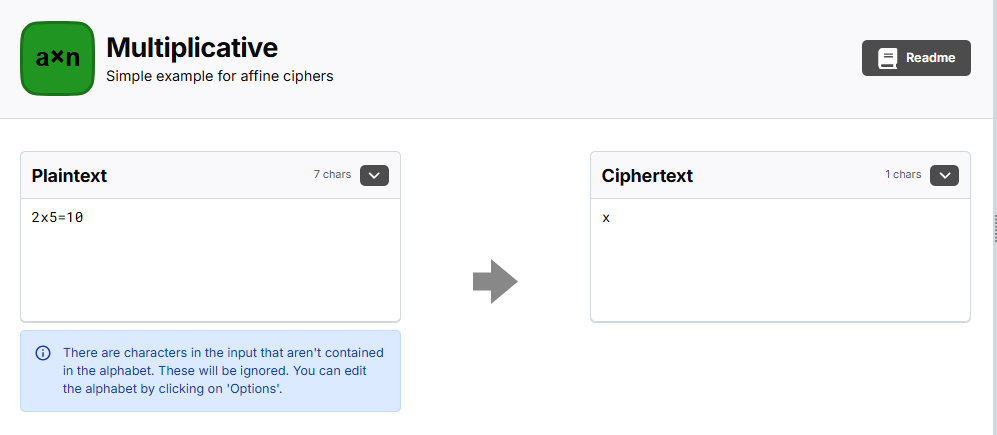 a×n
Multiplicative
Simple example for affine ciphers
Readme
Plaintext
7 chars
2x5=10
There are characters in the input that aren't contained
in the alphabet. These will be ignored. You can edit
the alphabet by clicking on 'Options'.
Ciphertext
1 chars
x